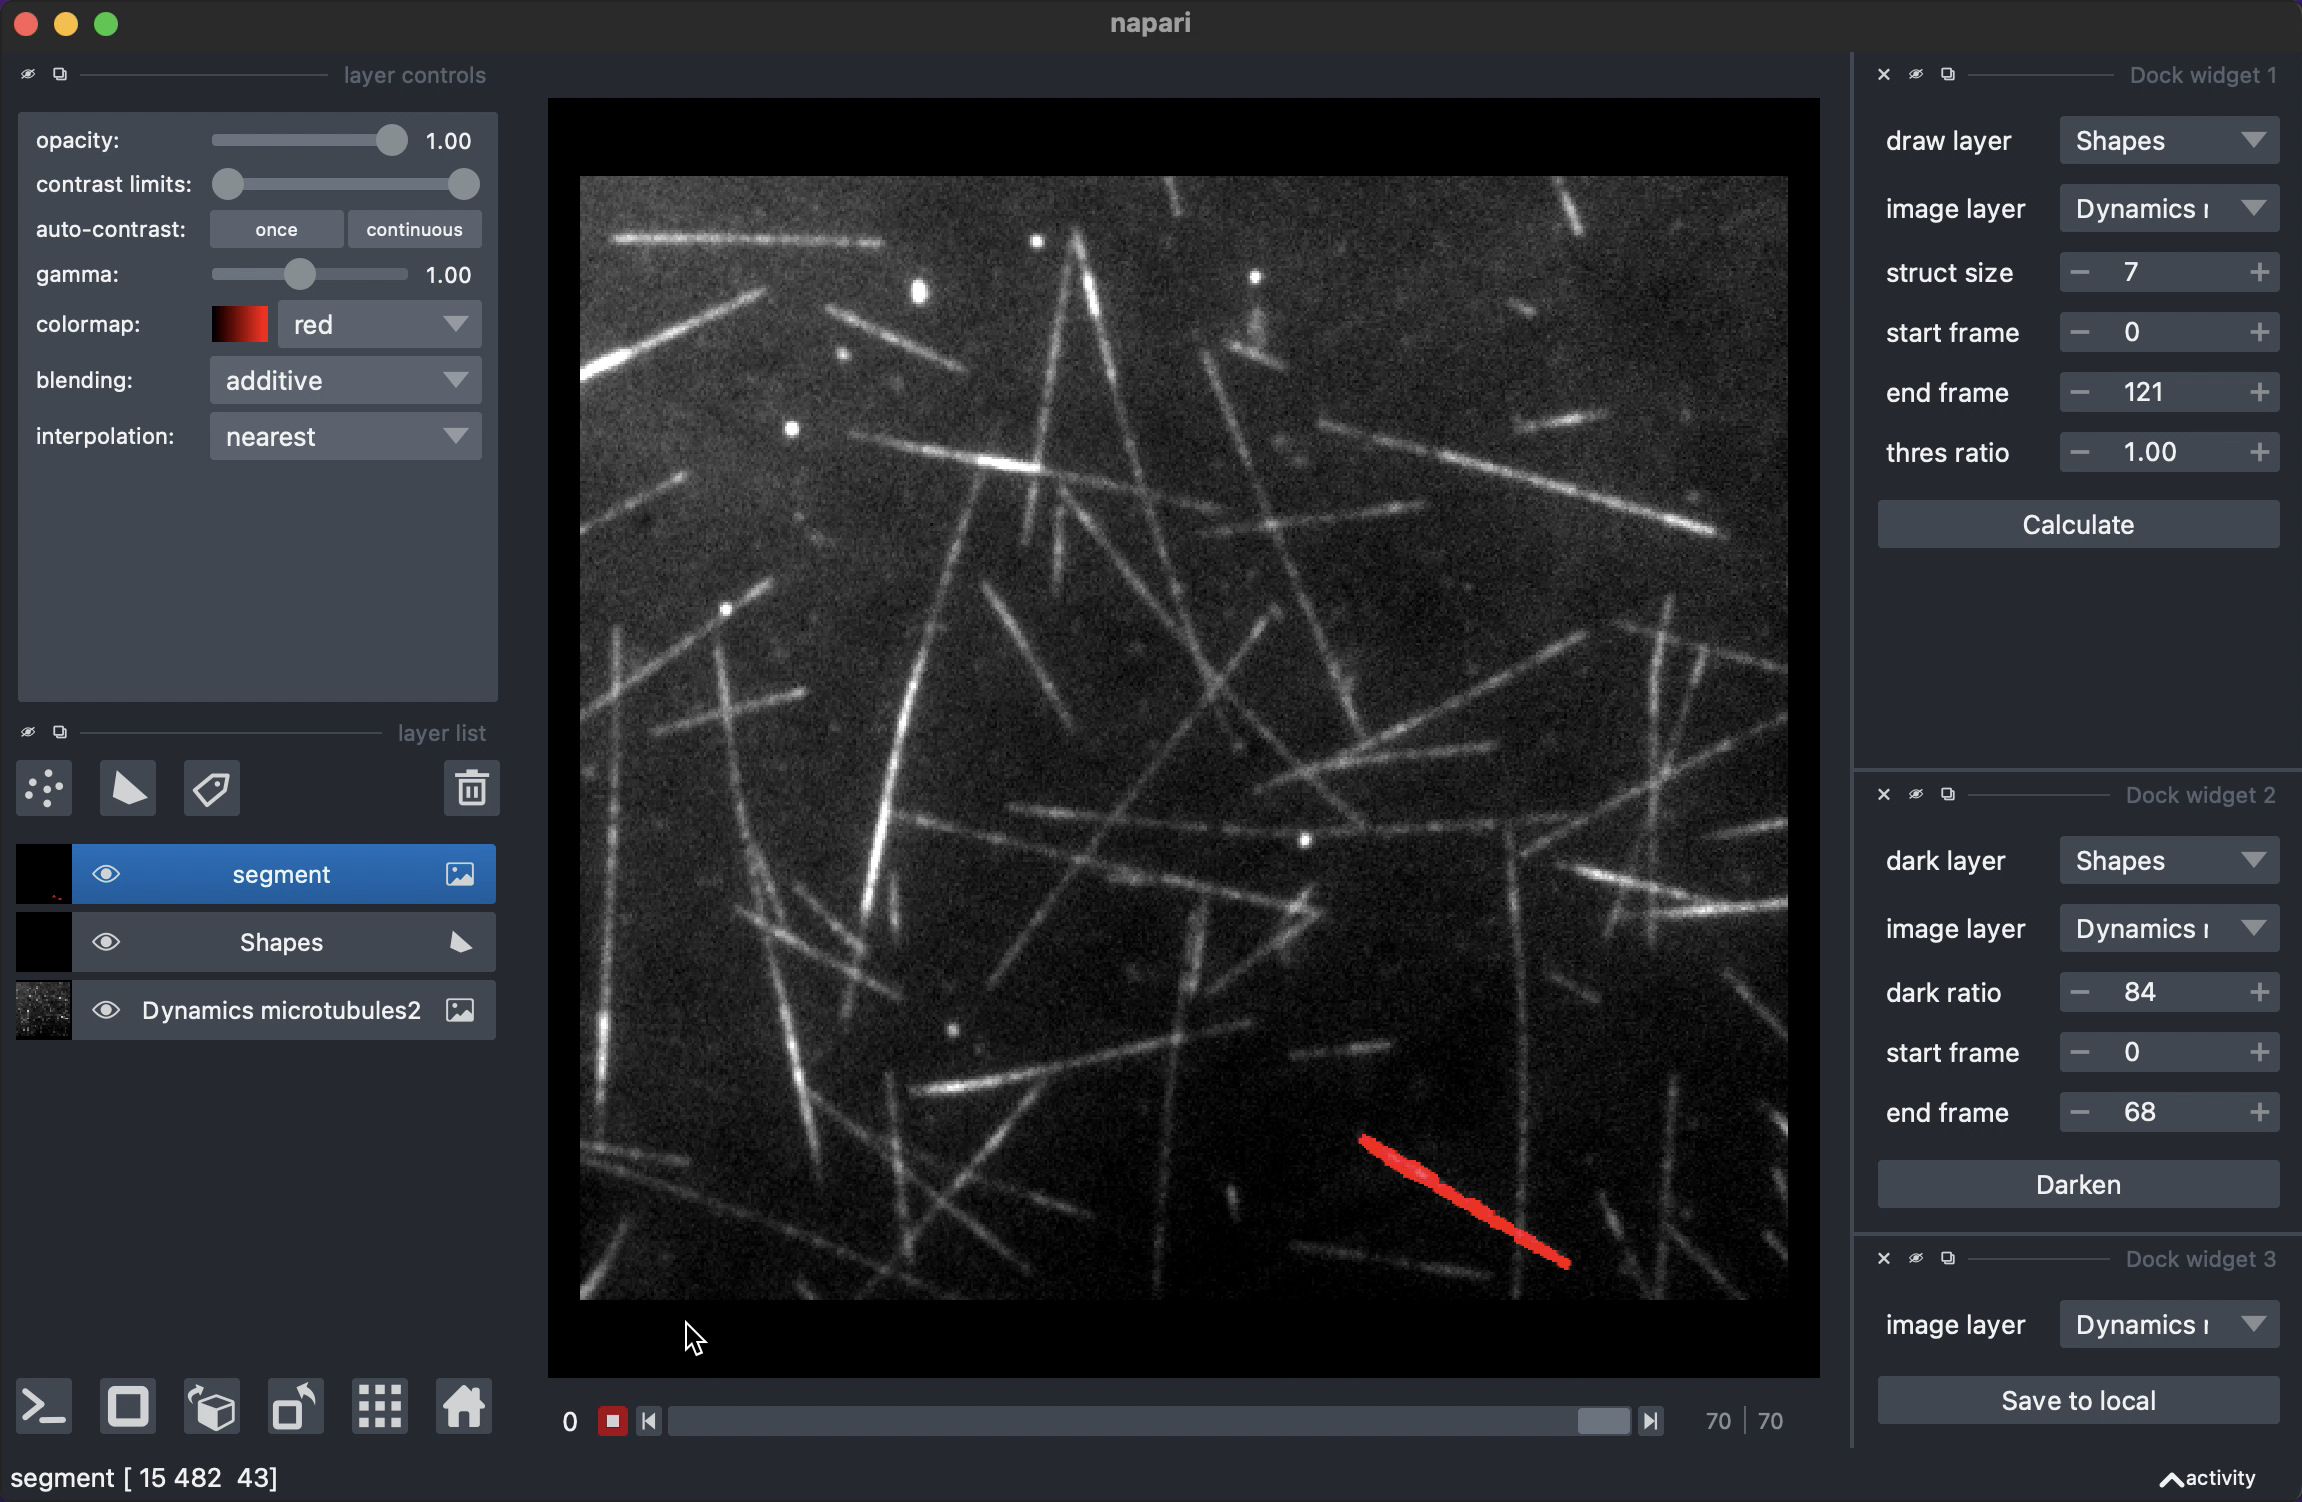 napari
layer controls
opacity: 1.00
contrast limits:
auto-contrast: once continuous
gamma: 1.00
colormap: red
blending: additive
interpolation: nearest
layer list
segment
Shapes
Dynamics microtubules2
0 70 70
segment [ 15 482 43]
Dock widget 1
draw layer Shapes
image layer Dynamics
struct size 7
start frame 0
end frame 121
thres ratio 1.00
Calculate
Dock widget 2
dark layer Shapes
image layer Dynamics
dark ratio 84
start frame 0
end frame 68
Darken
Dock widget 3
image layer Dynamics
Save to local
activity